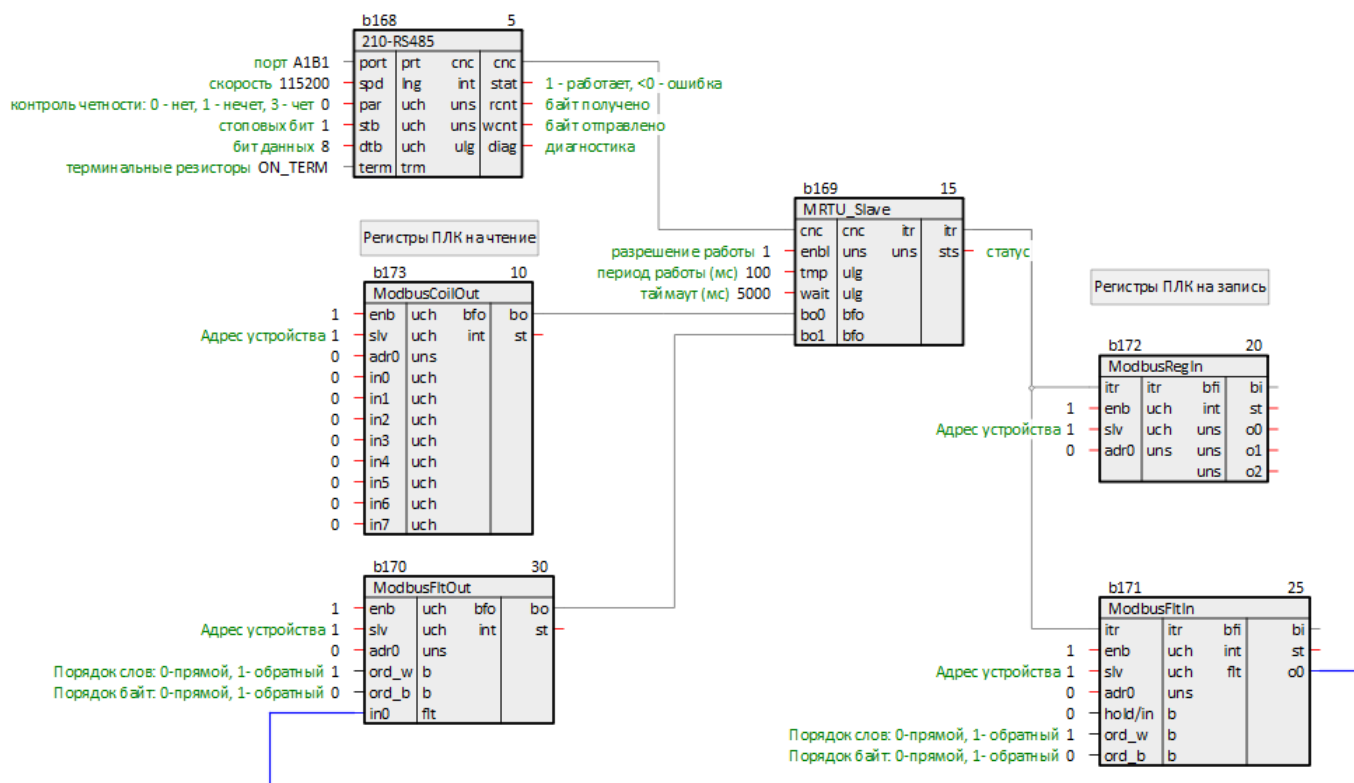 b168 5
210-RS485
порт A1B1 port prt cnc cnc
скорость 115200 spd lng int stat 1 - работает, <0 - ошибка
контроль четности: 0 - нет, 1 - нечет, 3 - чет 0 par uch uns rcnt байт получено
стоповых бит 1 stb uch uns wcnt байт отправлено
бит данных 8 dtb uch ulg diag диагностика
терминальные резисторы ON_TERM term trm
b169 15
MRTU_Slave
cnc cnc itr itr
разрешение работы 1 enbl uns uns sts статус
период работы (мс) 100 tmp ulg
таймаут (мс) 5000 wait ulg
bo0 bfo
bo1 bfo
Регистры ПЛК на чтение
b173 10
ModbusCoilOut
1 enb uch bfo bo
Адрес устройства 1 slv uch int st
0 adr0 uns
0 in0 uch
0 in1 uch
0 in2 uch
0 in3 uch
0 in4 uch
0 in5 uch
0 in6 uch
0 in7 uch
Регистры ПЛК на запись
b172 20
ModbusRegIn
itr itr bfi bi
1 enb uch int st
Адрес устройства 1 slv uch uns o0
0 adr0 uns uns o1
uns o2
b170 30
ModbusFltOut
1 enb uch bfo bo
Адрес устройства 1 slv uch int st
0 adr0 uns
Порядок слов: 0-прямой, 1- обратный 1 ord_w b
Порядок байт: 0-прямой, 1- обратный 0 ord_b b
in0 flt
b171 25
ModbusFltIn
itr itr bfi bi
1 enb uch int st
Адрес устройства 1 slv uch flt o0
0 adr0 uns
0 hold/in b
Порядок слов: 0-прямой, 1- обратный 1 ord_w b
Порядок байт: 0-прямой, 1- обратный 0 ord_b b